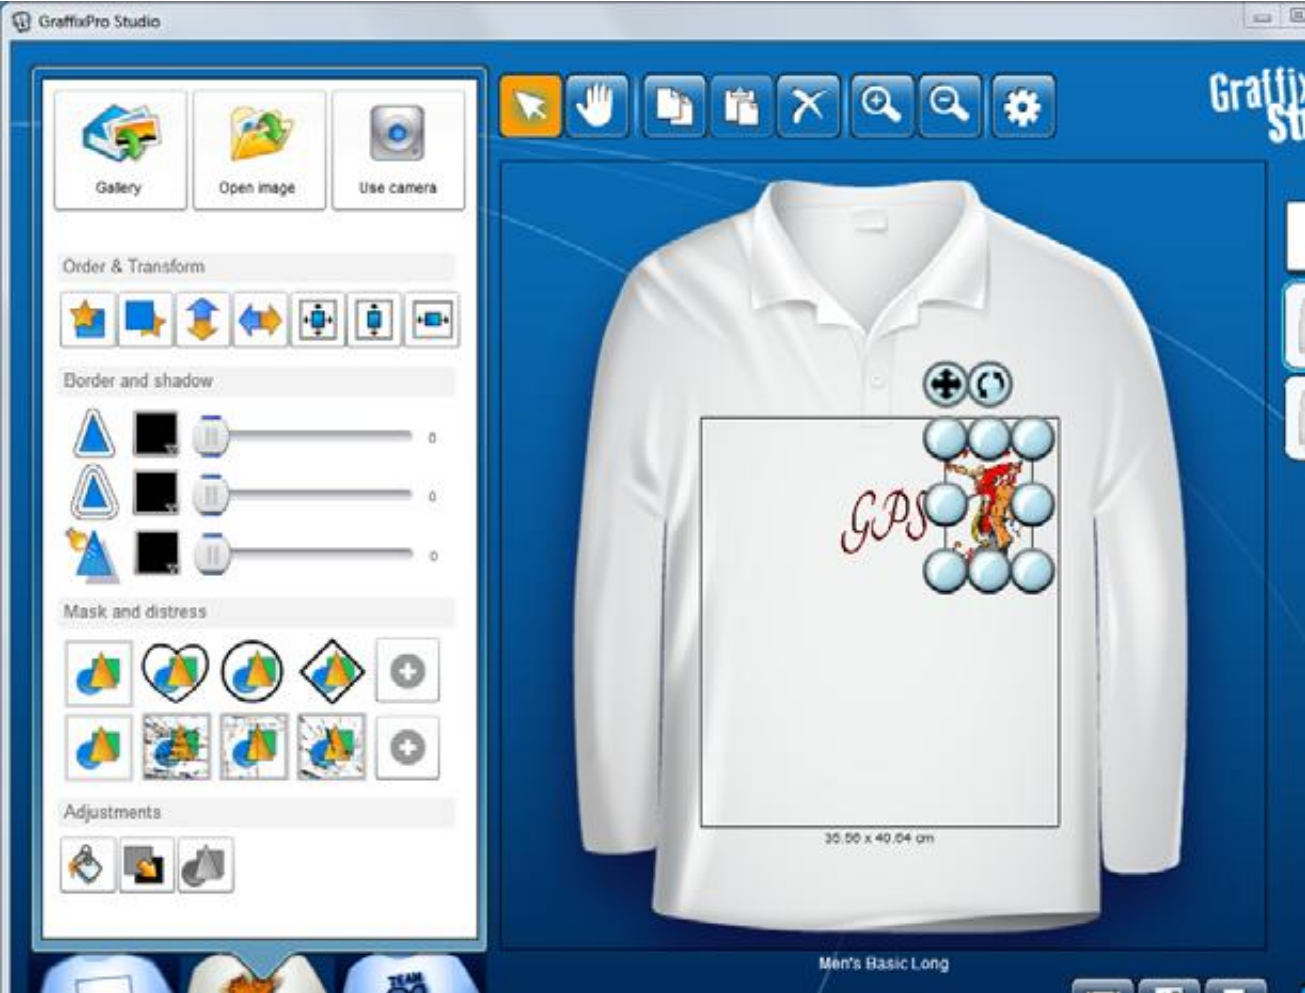 GraffixPro Studio
Gallery
Open image
Use camera
Order & Transform
Border and shadow
0
0
0
Mask and distress
Adjustments
GPS
35.56 x 40.64 cm
Men's Basic Long
TEAM